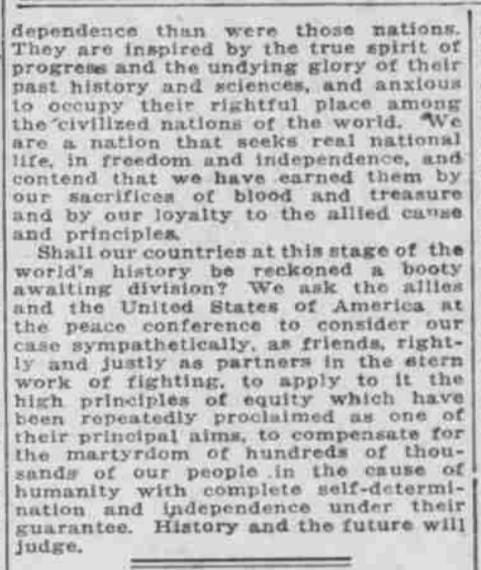 dependence than were those nations.
They are inspired by the true spirit of
progress and the undying glory of their
past history and sciences, and anxious
to occupy their rightful place among
the civilized nations of the world. "We
are a nation that seeks real national
life, in freedom and independence, and
contend that we have earned them by
our sacrifices of blood and treasure
and by our loyalty to the allied cause
and principles.
Shall our countries at this stage of the
world's history be reckoned a booty
awaiting division? We ask the allies
and the United States of America at
the peace conference to consider our
case sympathetically, as friends, right-
ly and justly as partners in the stern
work of fighting, to apply to it the
high principles of equity which have
been repeatedly proclaimed as one of
their principal aims, to compensate for
the martyrdom of hundreds of thou-
sands of our people in the cause of
humanity with complete self-determi-
nation and independence under their
guarantee. History and the future will
judge.